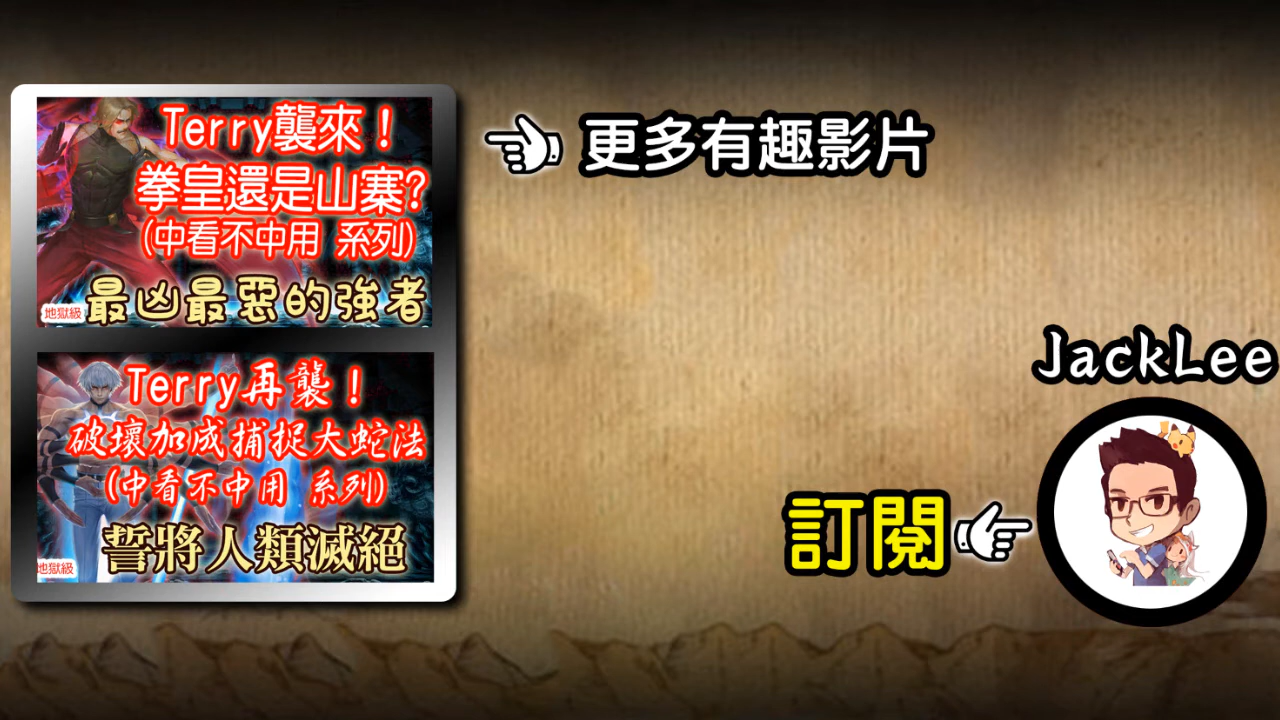 Terry襲來！
拳皇還是山寨?
(中看不中用 系列)
最凶最惡的強者
地獄級
Terry再襲！
破壞加成捕捉大蛇法
(中看不中用 系列)
誓將人類滅絕
地獄級
更多有趣影片
JackLee
訂閱